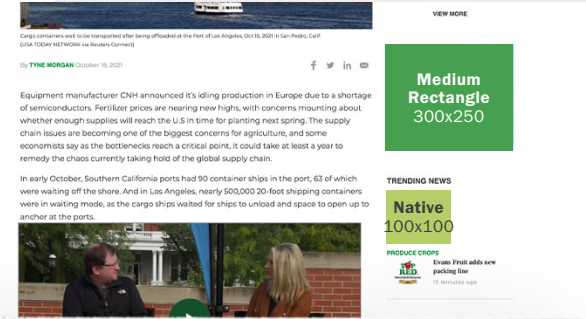 Cargo containers wait to be transported after being offloaded at the Port of Los Angeles, Oct 16, 2021 in San Pedro, Calif.
(USA TODAY NETWORK via Reuters Connect)
By TYNE MORGAN October 18, 2021
Equipment manufacturer CNH announced it's idling production in Europe due to a shortage
of semiconductors. Fertilizer prices are nearing new highs, with concerns mounting about
whether enough supplies will reach the U.S in time for planting next spring. The supply
chain issues are becoming one of the biggest concerns for agriculture, and some
economists say as the bottlenecks reach a critical point, it could take at least a year to
remedy the chaos currently taking hold of the global supply chain.
In early October, Southern California ports had 90 container ships in the port, 63 of which
were waiting off the shore. And in Los Angeles, nearly 500,000 20-foot shipping containers
were in waiting mode, as the cargo ships waited for ships to unload and space to open up to
anchor at the ports.
VIEW MORE
Medium
Rectangle
300x250
TRENDING NEWS
Native
100x100
PRODUCE CROPS
TOP
RED
Evans Fruit adds new
packing line
15 minutes ago